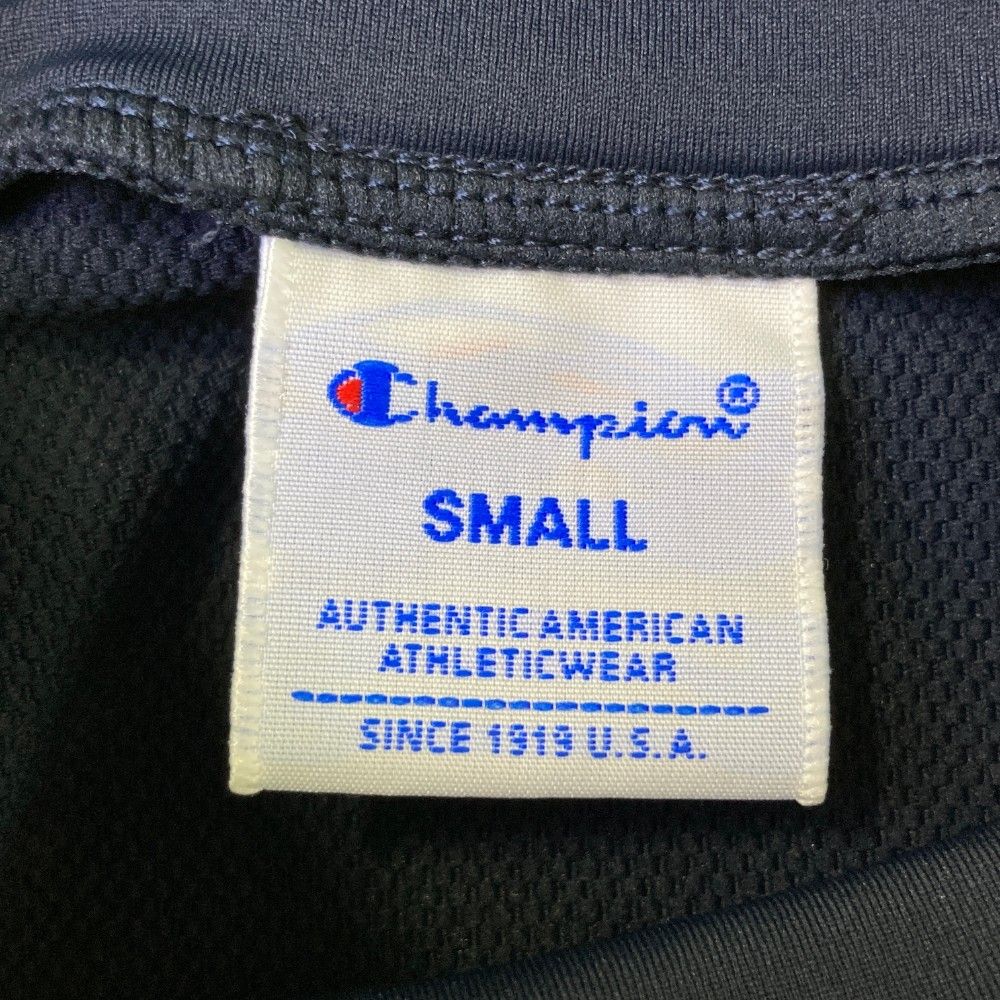 Champion®
SMALL
AUTHENTIC AMERICAN
ATHLETICWEAR
SINCE 1919 U.S.A.